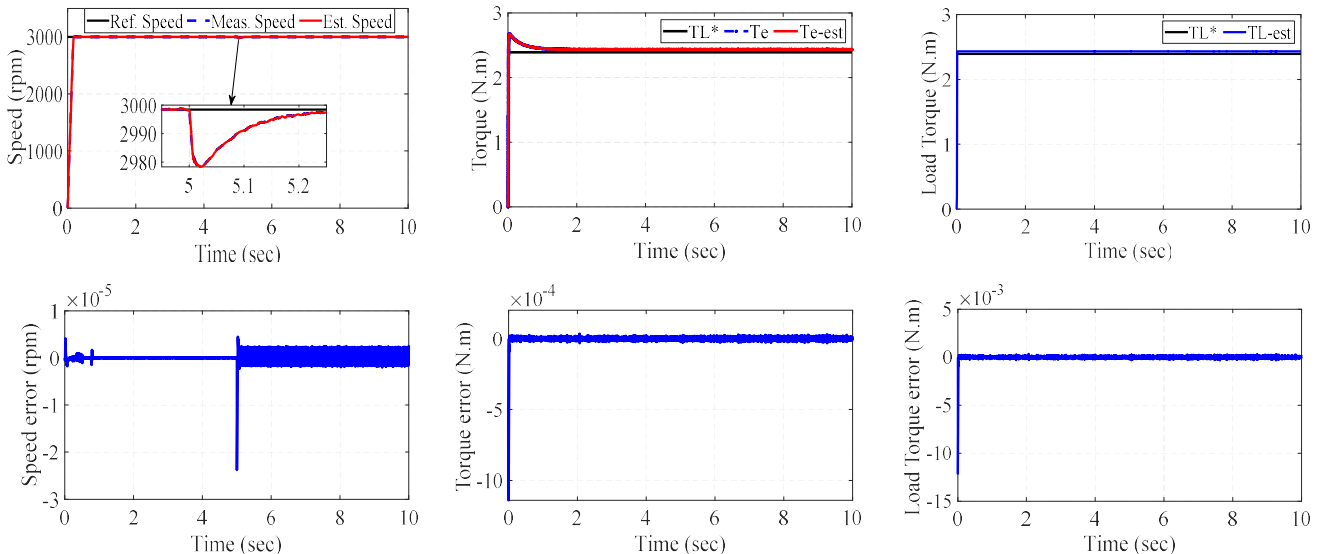 Ref. Speed Meas. Speed Est. Speed
Speed (rpm)
3000
2000
1000
0
3000
2990
2980
5 5.1 5.2
0 2 4 6 8 10
Time (sec)
TL* Te Te-est
Torque (N.m)
3
2
1
0
0 2 4 6 8 10
Time (sec)
TL* TL-est
Load Torque (N.m)
3
2
1
0
0 2 4 6 8 10
Time (sec)
×10-5
Speed error (rpm)
1
0
-1
-2
-3
0 2 4 6 8 10
Time (sec)
×10-4
Torque error (N.m)
0
-5
-10
0 2 4 6 8 10
Time (sec)
×10-3
Load Torque error (N.m)
5
0
-5
-10
-15
0 2 4 6 8 10
Time (sec)